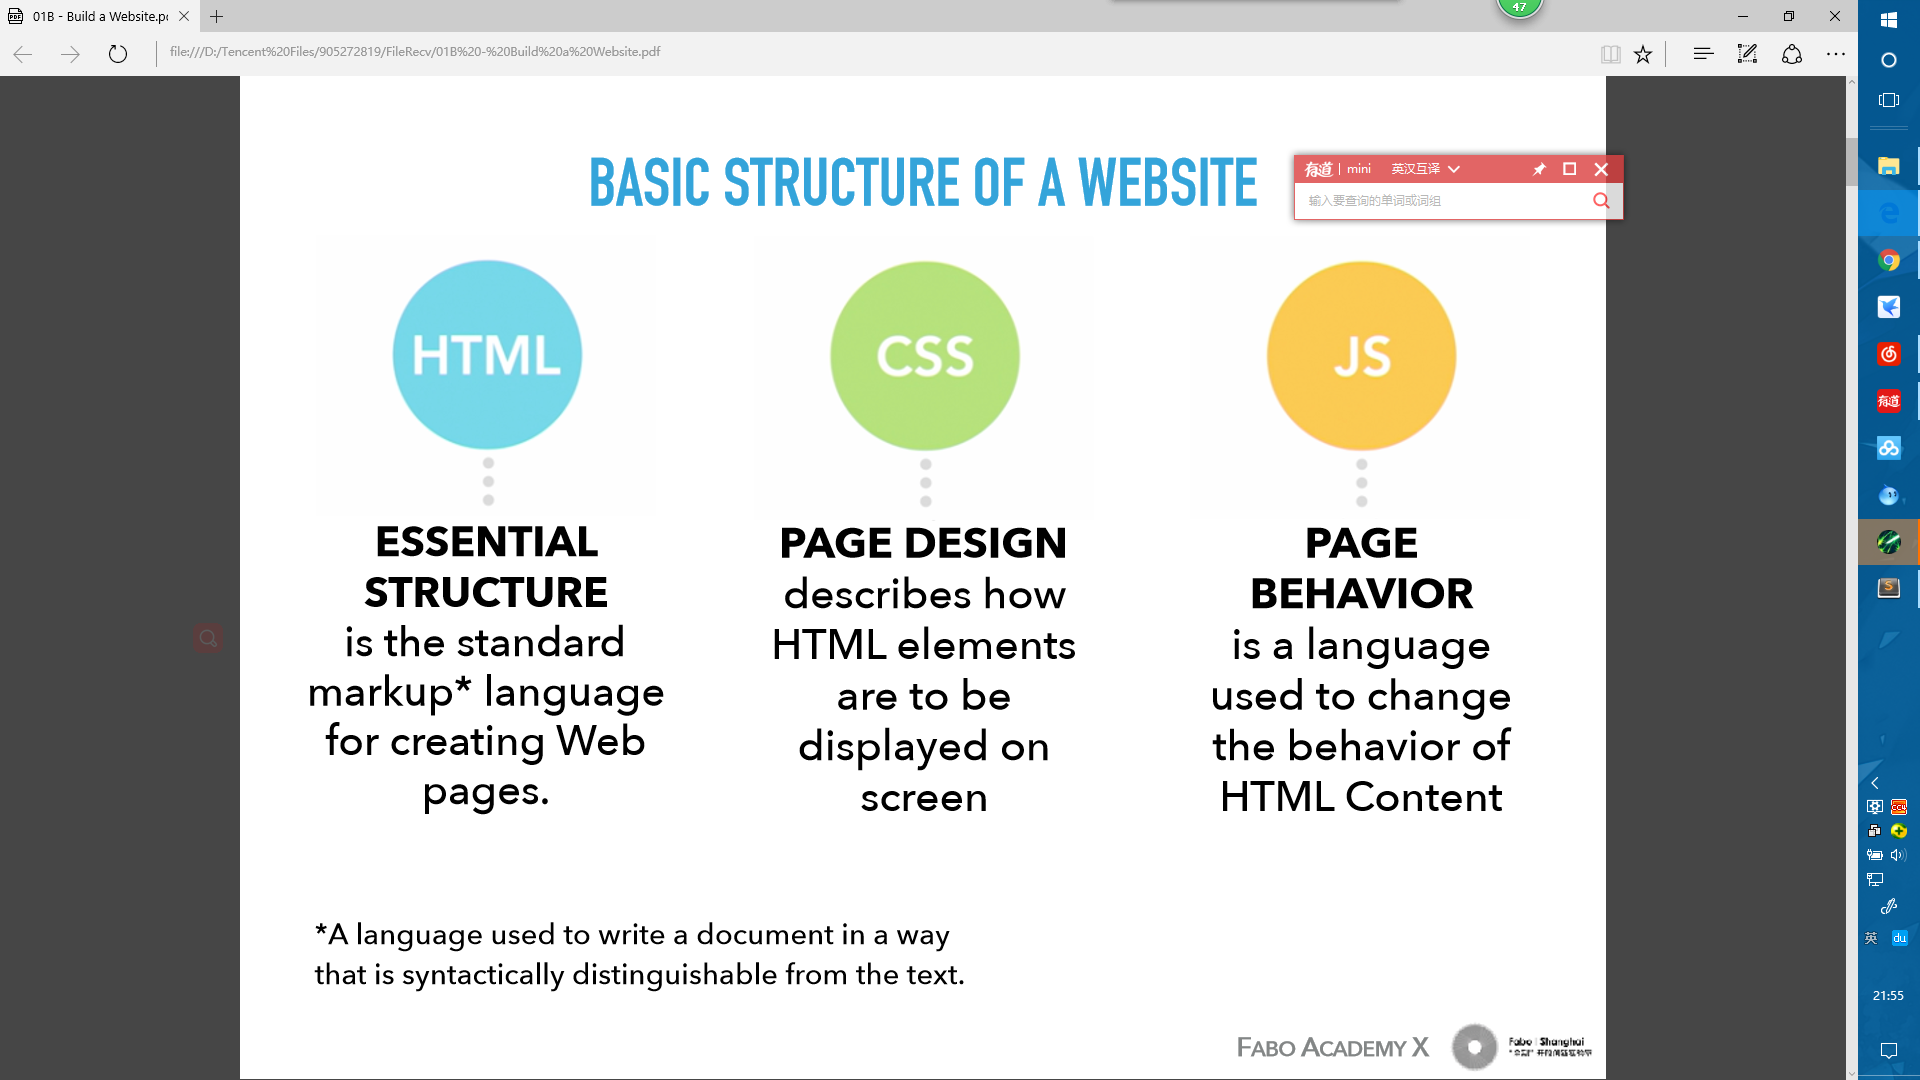 01B - Build a Website.p
47
file:///D:/Tencent%20Files/905272819/FileRecv/01B%20-%20Build%20a%20Website.pdf
BASIC STRUCTURE OF A WEBSITE
有道 | mini 英汉互译
输入要查询的单词或词组
HTML
CSS
JS
ESSENTIAL
STRUCTURE
is the standard
markup* language
for creating Web
pages.
PAGE DESIGN
describes how
HTML elements
are to be
displayed on
screen
PAGE
BEHAVIOR
is a language
used to change
the behavior of
HTML Content
*A language used to write a document in a way
that is syntactically distinguishable from the text.
FABO ACADEMY X
Fabo | Shanghai
有道
英 du
21:55